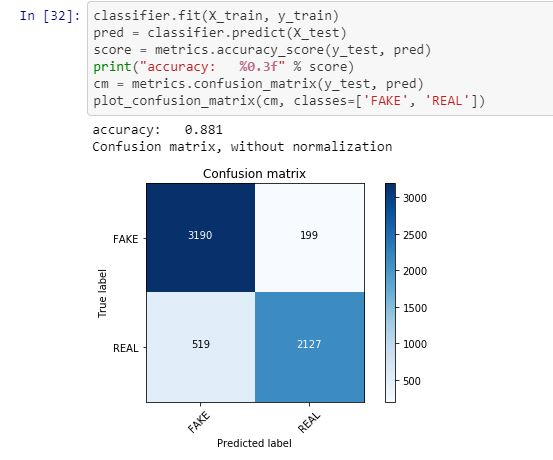 In [32]: classifier.fit(X_train, y_train)
pred = classifier.predict(X_test)
score = metrics.accuracy_score(y_test, pred)
print("accuracy:   %0.3f" % score)
cm = metrics.confusion_matrix(y_test, pred)
plot_confusion_matrix(cm, classes=['FAKE', 'REAL'])
accuracy:   0.881
Confusion matrix, without normalization
Confusion matrix
3000
2500
2000
1500
1000
500
True label
FAKE
3190
199
REAL
519
2127
FAKE
REAL
Predicted label